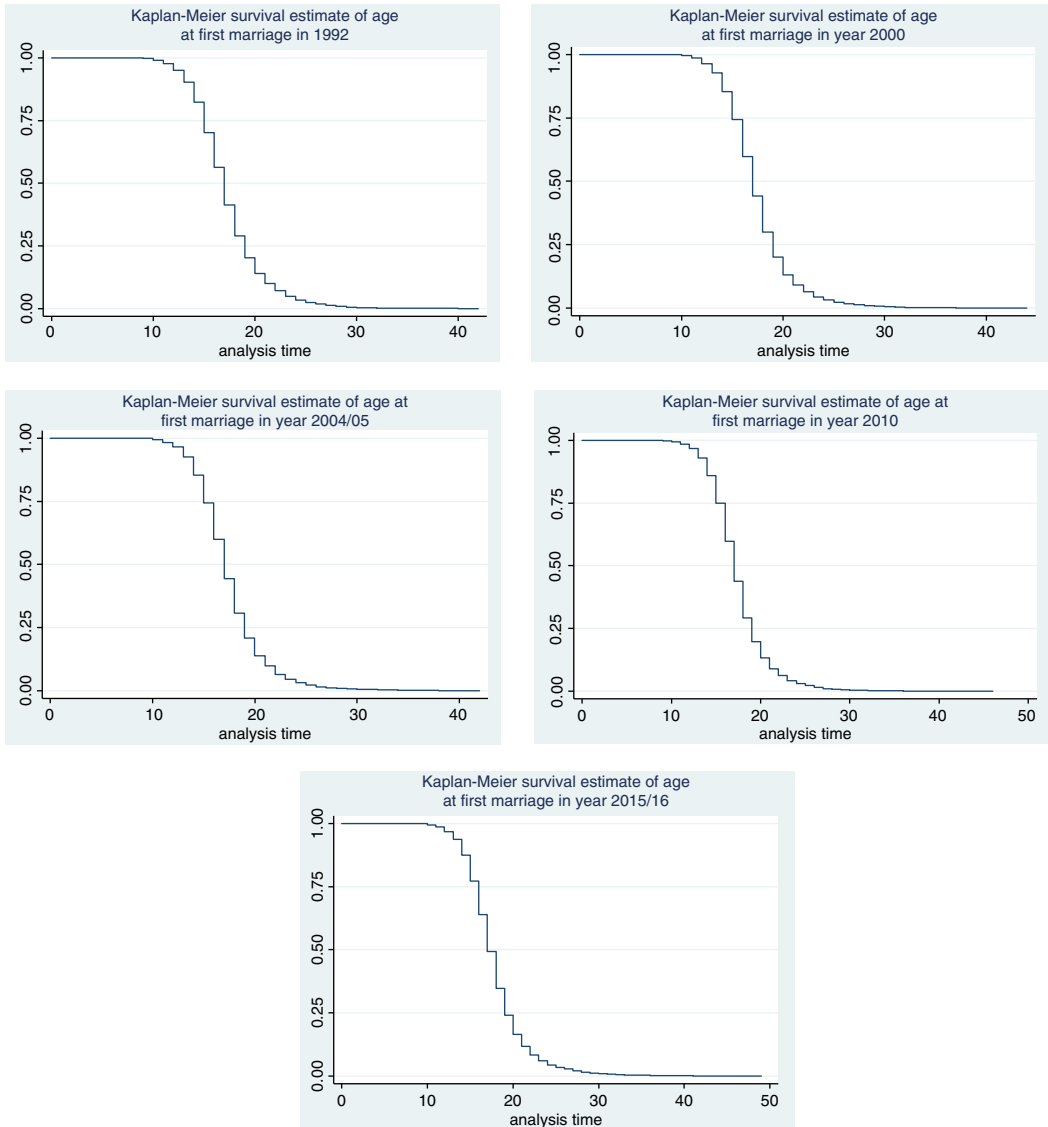 Kaplan-Meier survival estimate of age
at first marriage in 1992
1.00
0.75
0.50
0.25
0.00
0 10 20 30 40
analysis time
Kaplan-Meier survival estimate of age
at first marriage in year 2000
1.00
0.75
0.50
0.25
0.00
0 10 20 30 40
analysis time
Kaplan-Meier survival estimate of age at
first marriage in year 2004/05
1.00
0.75
0.50
0.25
0.00
0 10 20 30 40
analysis time
Kaplan-Meier survival estimate of age at
first marriage in year 2010
1.00
0.75
0.50
0.25
0.00
0 10 20 30 40 50
analysis time
Kaplan-Meier survival estimate of age
at first marriage in year 2015/16
1.00
0.75
0.50
0.25
0.00
0 10 20 30 40 50
analysis time